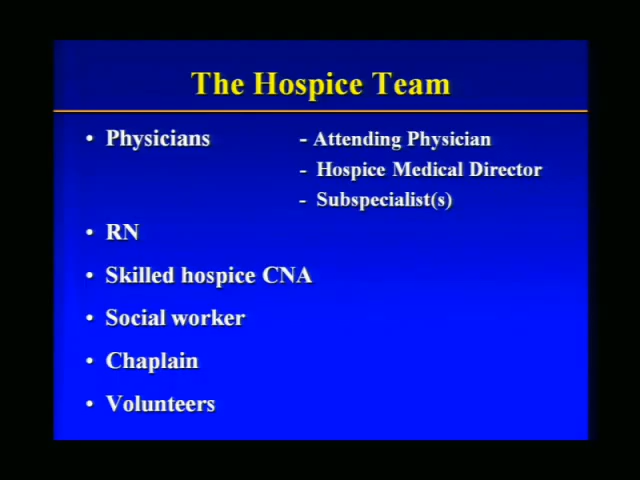 The Hospice Team
• Physicians - Attending Physician
- Hospice Medical Director
- Subspecialist(s)
• RN
• Skilled hospice CNA
• Social worker
• Chaplain
• Volunteers